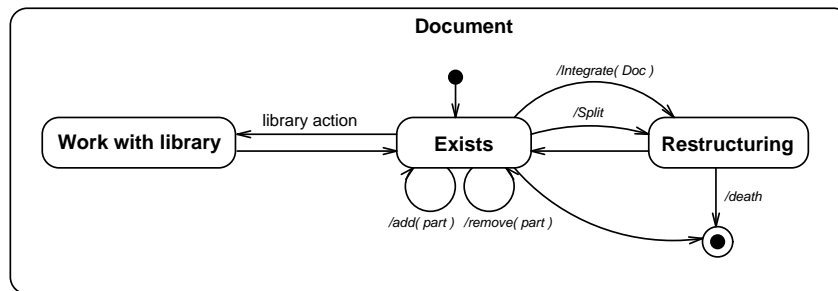 Document
/Integrate( Doc )
/Split
library action
Work with library
Exists
Restructuring
/death
/add( part )
/remove( part )